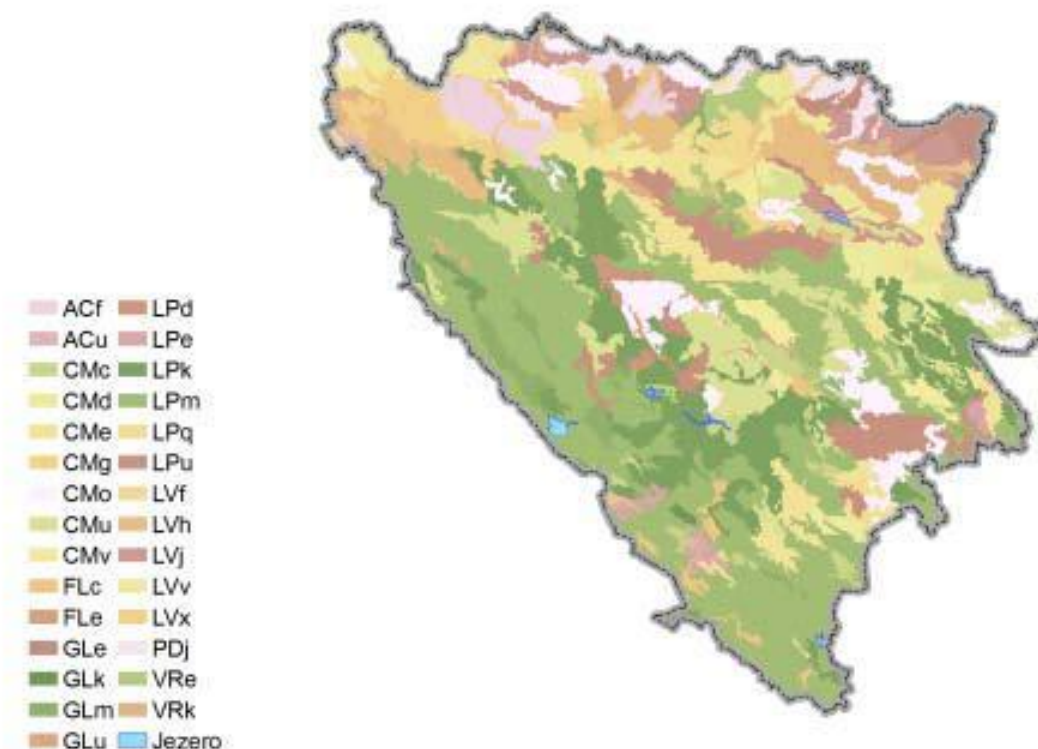 ACf LPd
ACu LPe
CMc LPk
CMd LPm
CMe LPq
CMg LPu
CMo LVf
CMu LVh
CMv LVj
FLc LVv
FLe LVx
GLe PDj
GLk VRe
GLm VRk
GLu Jezero